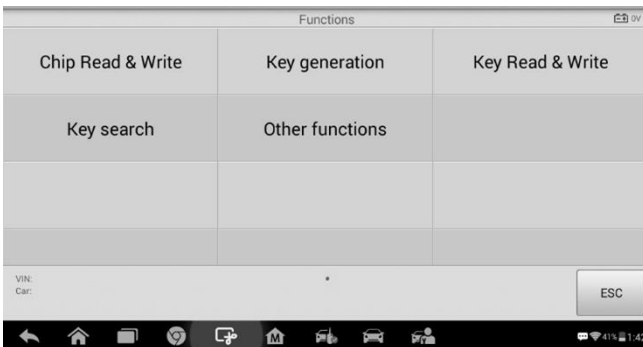 Functions
0V
Chip Read & Write
Key generation
Key Read & Write
Key search
Other functions
VIN:
Car:
ESC
M
41%